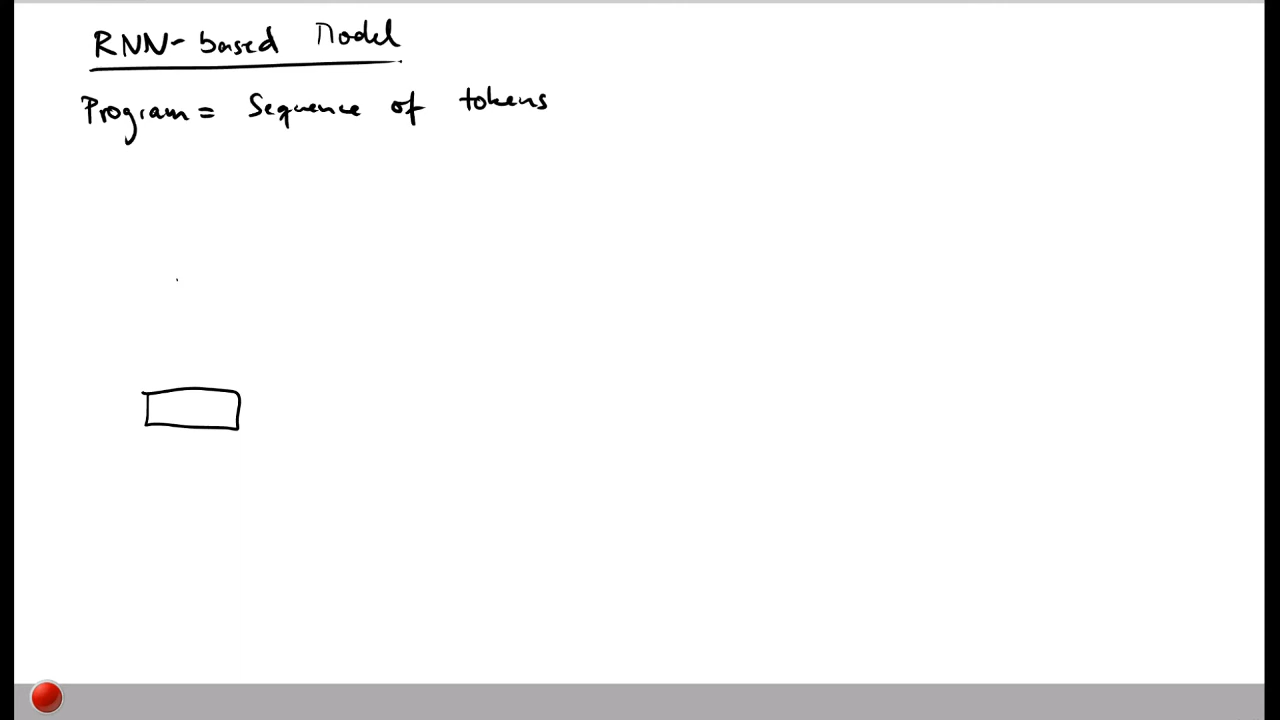 RNN-based Model
Program = Sequence of tokens